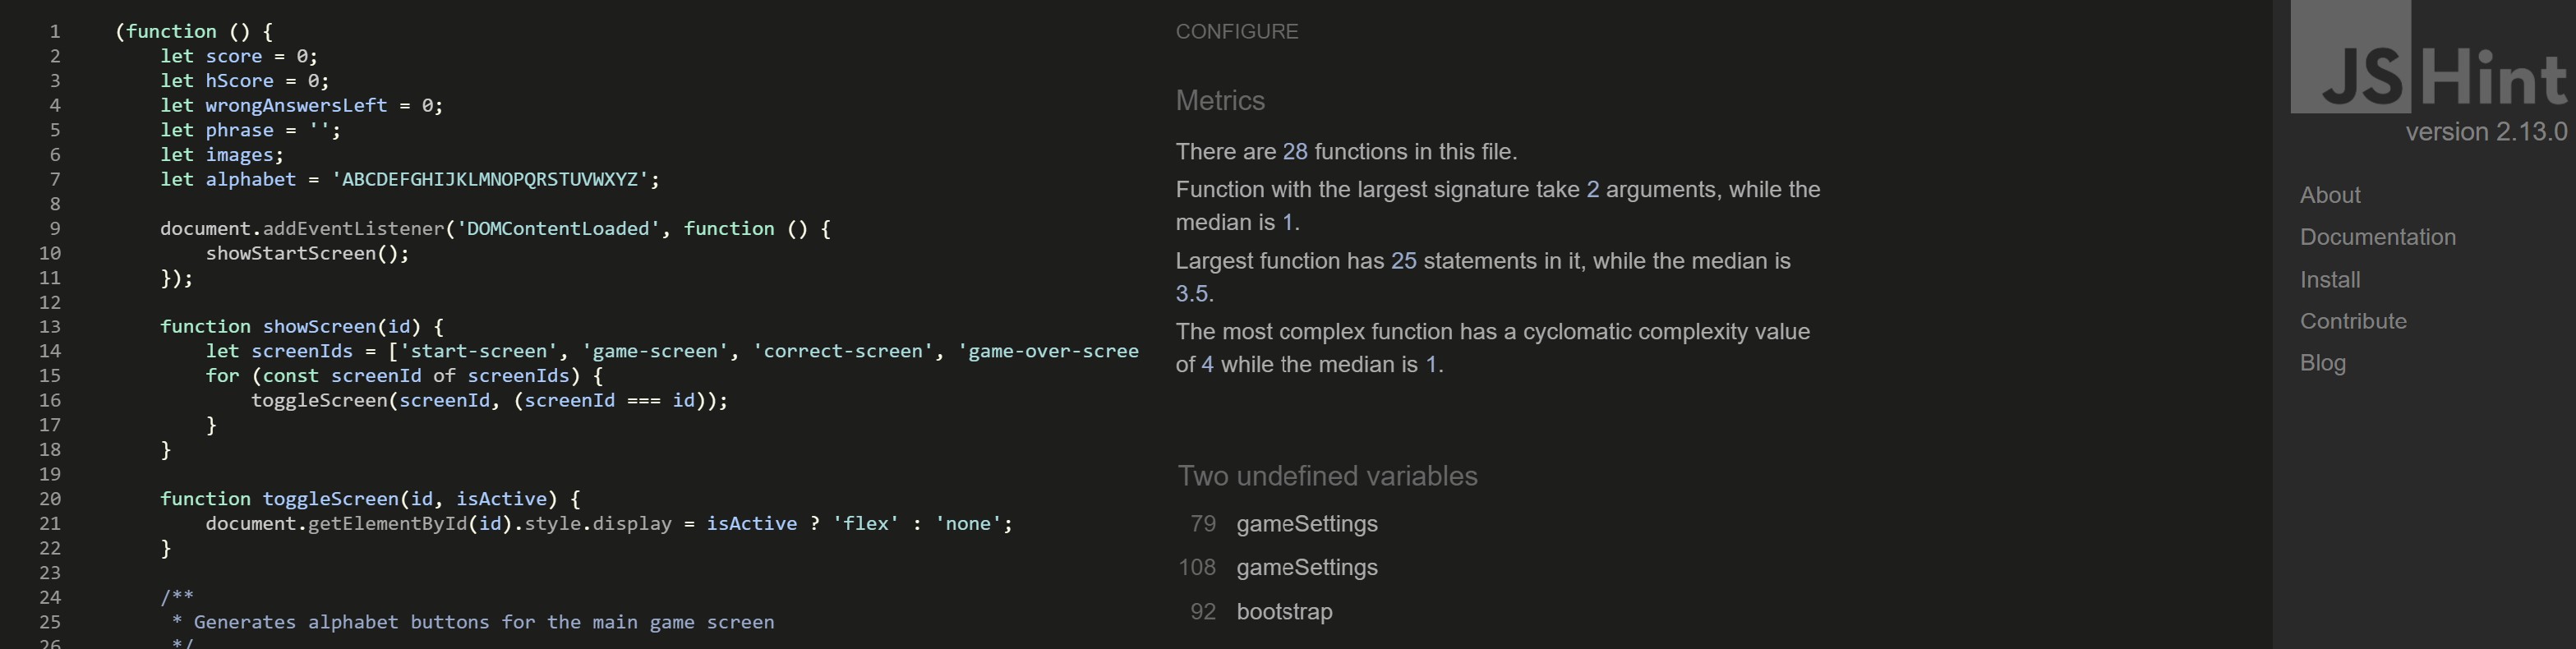 1 (function () {
2 let score = 0;
3 let hScore = 0;
4 let wrongAnswersLeft = 0;
5 let phrase = '';
6 let images;
7 let alphabet = 'ABCDEFGHIJKLMNOPQRSTUVWXYZ';
8
9 document.addEventListener('DOMContentLoaded', function () {
10 showStartScreen();
11 });
12
13 function showScreen(id) {
14 let screenIds = ['start-screen', 'game-screen', 'correct-screen', 'game-over-scree
15 for (const screenId of screenIds) {
16 toggleScreen(screenId, (screenId === id));
17 }
18 }
19
20 function toggleScreen(id, isActive) {
21 document.getElementById(id).style.display = isActive ? 'flex' : 'none';
22 }
23
24 /**
25 * Generates alphabet buttons for the main game screen
26 */
CONFIGURE
Metrics
There are 28 functions in this file.
Function with the largest signature take 2 arguments, while the
median is 1.
Largest function has 25 statements in it, while the median is
3.5.
The most complex function has a cyclomatic complexity value
of 4 while the median is 1.
Two undefined variables
79 gameSettings
108 gameSettings
92 bootstrap
JSHint
version 2.13.0
About
Documentation
Install
Contribute
Blog